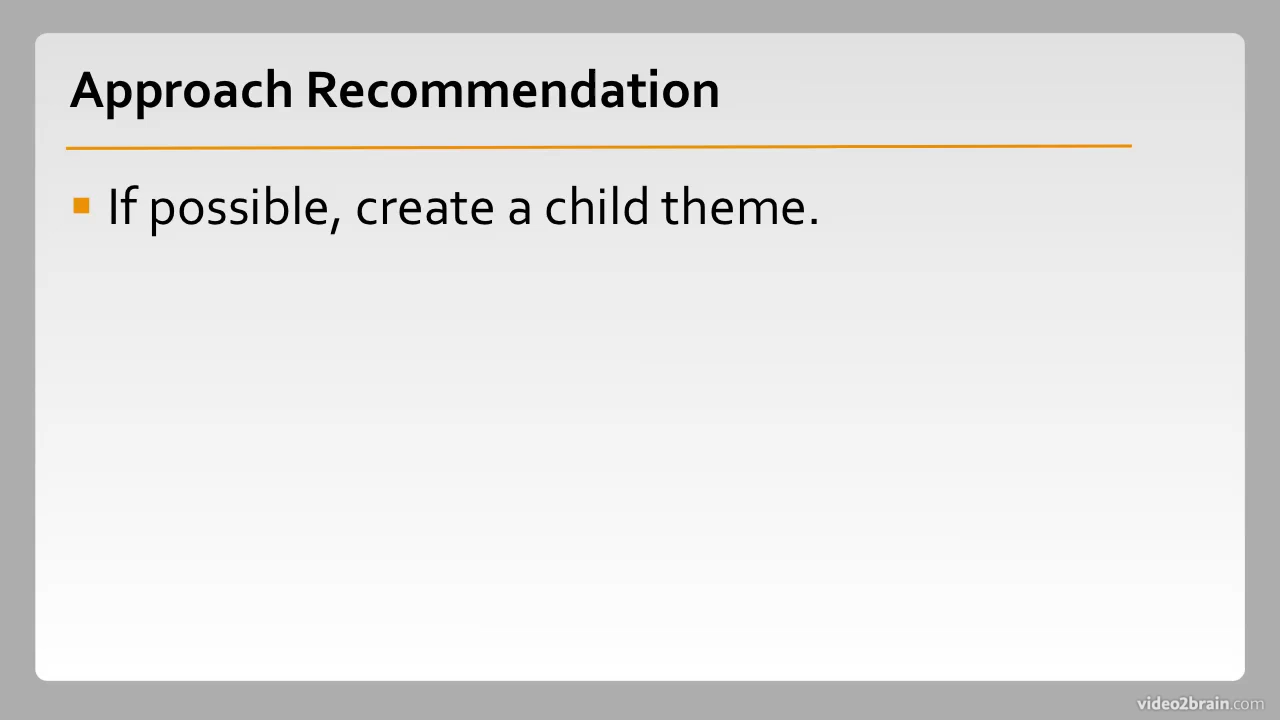 Approach Recommendation
If possible, create a child theme.
video2brain.com